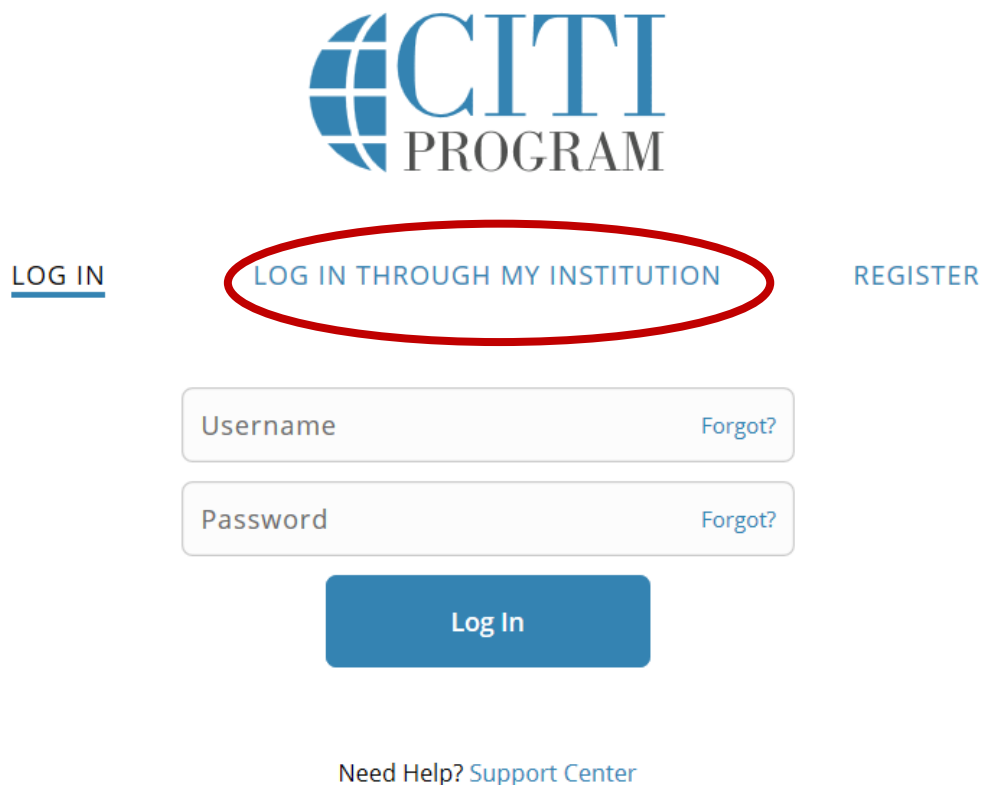 CITI
PROGRAM
LOG IN LOG IN THROUGH MY INSTITUTION REGISTER
Username Forgot?
Password Forgot?
Log In
Need Help? Support Center